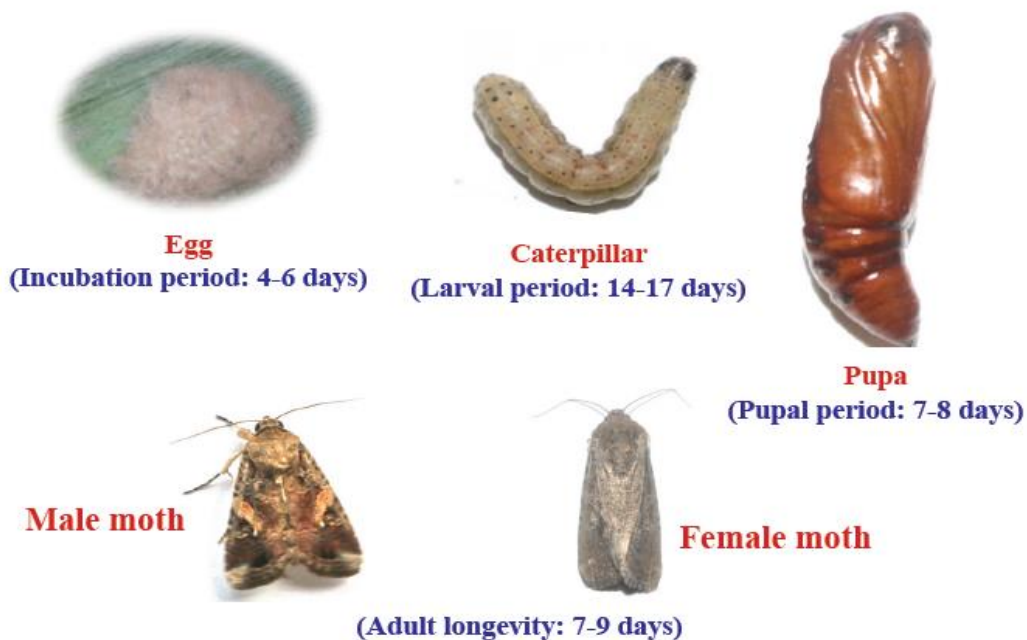 Egg
(Incubation period: 4-6 days)
Caterpillar
(Larval period: 14-17 days)
Pupa
(Pupal period: 7-8 days)
Male moth
Female moth
(Adult longevity: 7-9 days)